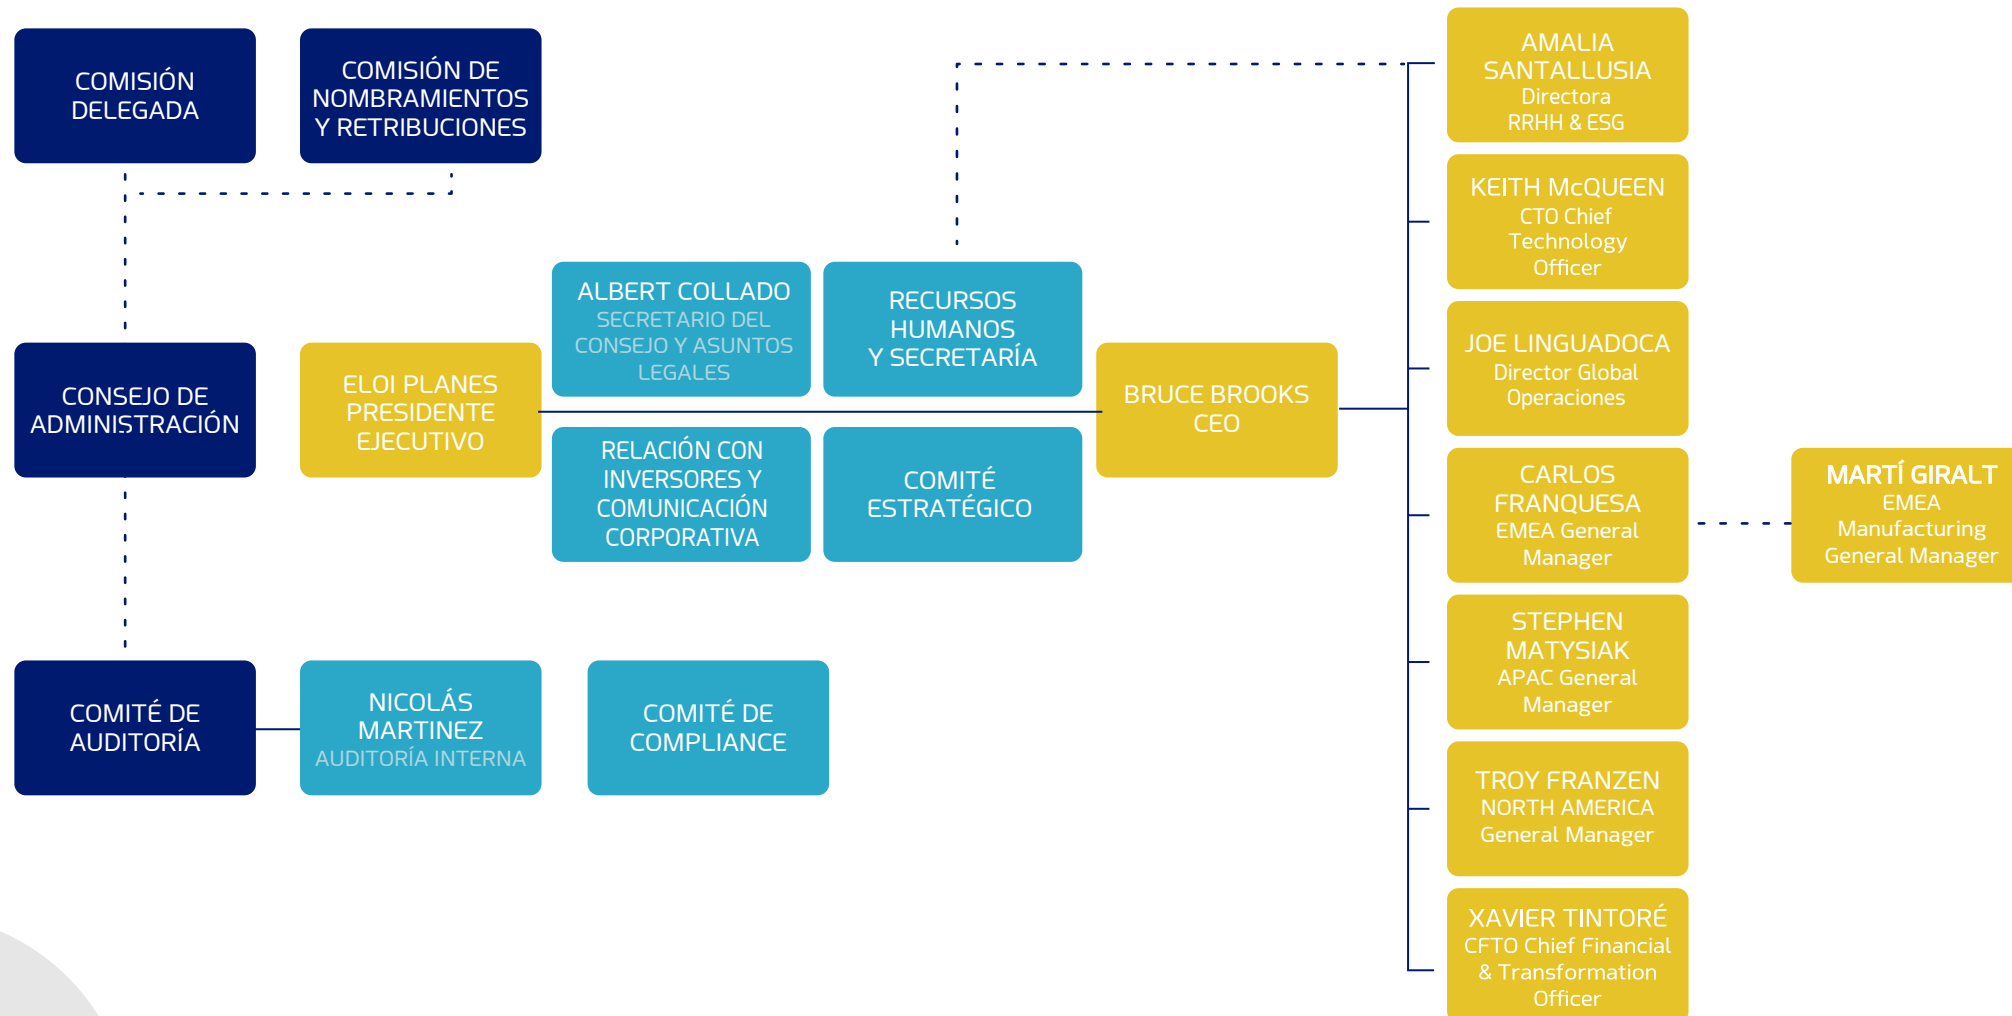 COMISIÓN
DELEGADA
COMISIÓN DE
NOMBRAMIENTOS
Y RETRIBUCIONES
CONSEJO DE
ADMINISTRACIÓN
ELOI PLANES
PRESIDENTE
EJECUTIVO
ALBERT COLLADO
SECRETARIO DEL
CONSEJO Y ASUNTOS
LEGALES
RECURSOS
HUMANOS
Y SECRETARÍA
RELACIÓN CON
INVERSORES Y
COMUNICACIÓN
CORPORATIVA
COMITÉ
ESTRATÉGICO
BRUCE BROOKS
CEO
COMITÉ DE
AUDITORÍA
NICOLÁS
MARTINEZ
AUDITORÍA INTERNA
COMITÉ DE
COMPLIANCE
AMALIA
SANTALLUSIA
Directora
RRHH & ESG
KEITH McQUEEN
CTO Chief
Technology
Officer
JOE LINGUADOCA
Director Global
Operaciones
CARLOS
FRANQUESA
EMEA General
Manager
MARTÍ GIRALT
EMEA
Manufacturing
General Manager
STEPHEN
MATYSIAK
APAC General
Manager
TROY FRANZEN
NORTH AMERICA
General Manager
XAVIER TINTORÉ
CFTO Chief Financial
& Transformation
Officer